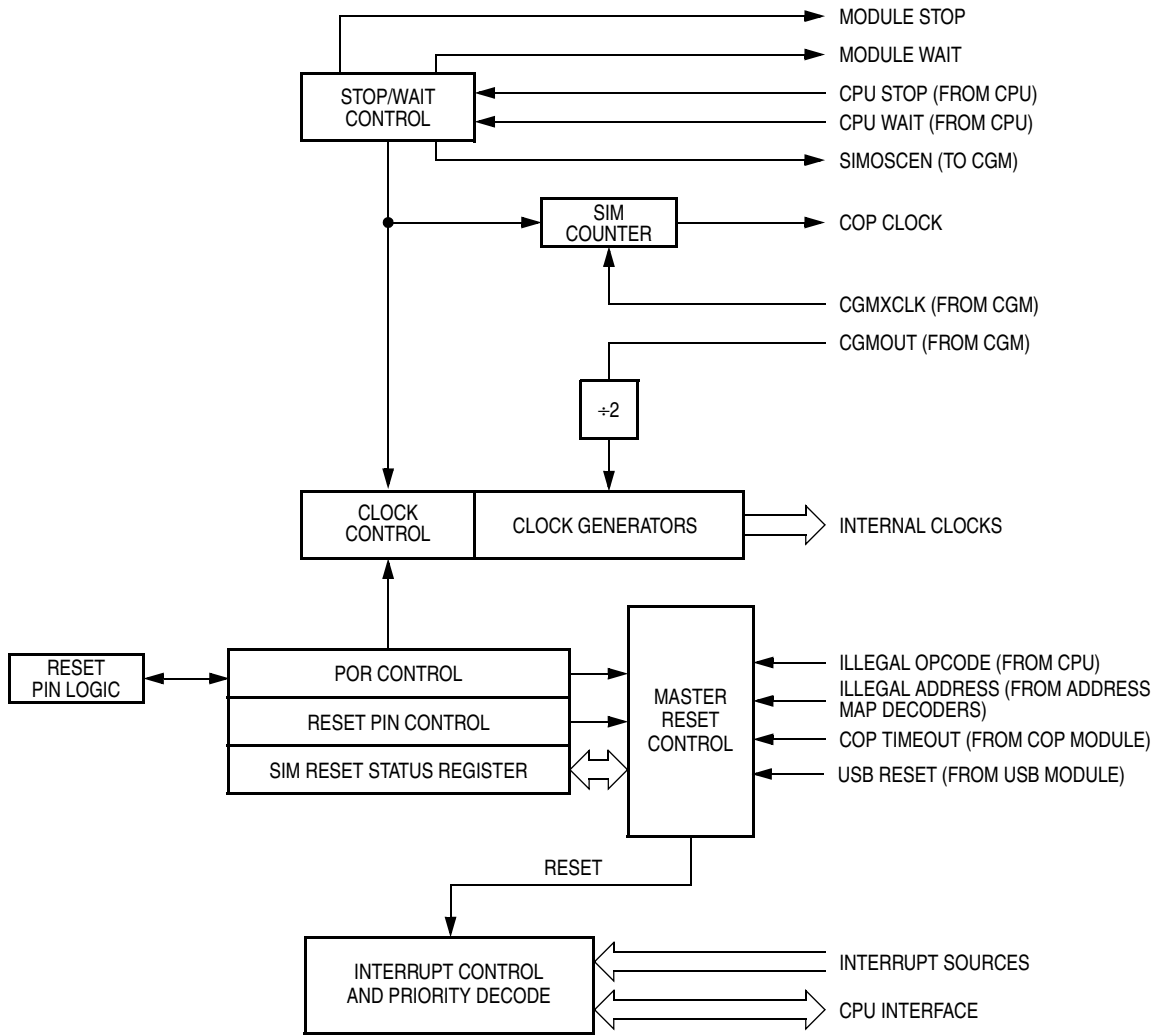 MODULE STOP
MODULE WAIT
STOP/WAIT
CONTROL
CPU STOP (FROM CPU)
CPU WAIT (FROM CPU)
SIMOSCEN (TO CGM)
SIM
COUNTER
COP CLOCK
CGMXCLK (FROM CGM)
CGMOUT (FROM CGM)
÷2
CLOCK
CONTROL
CLOCK GENERATORS
INTERNAL CLOCKS
RESET
PIN LOGIC
POR CONTROL
RESET PIN CONTROL
SIM RESET STATUS REGISTER
MASTER
RESET
CONTROL
ILLEGAL OPCODE (FROM CPU)
ILLEGAL ADDRESS (FROM ADDRESS
MAP DECODERS)
COP TIMEOUT (FROM COP MODULE)
USB RESET (FROM USB MODULE)
RESET
INTERRUPT CONTROL
AND PRIORITY DECODE
INTERRUPT SOURCES
CPU INTERFACE